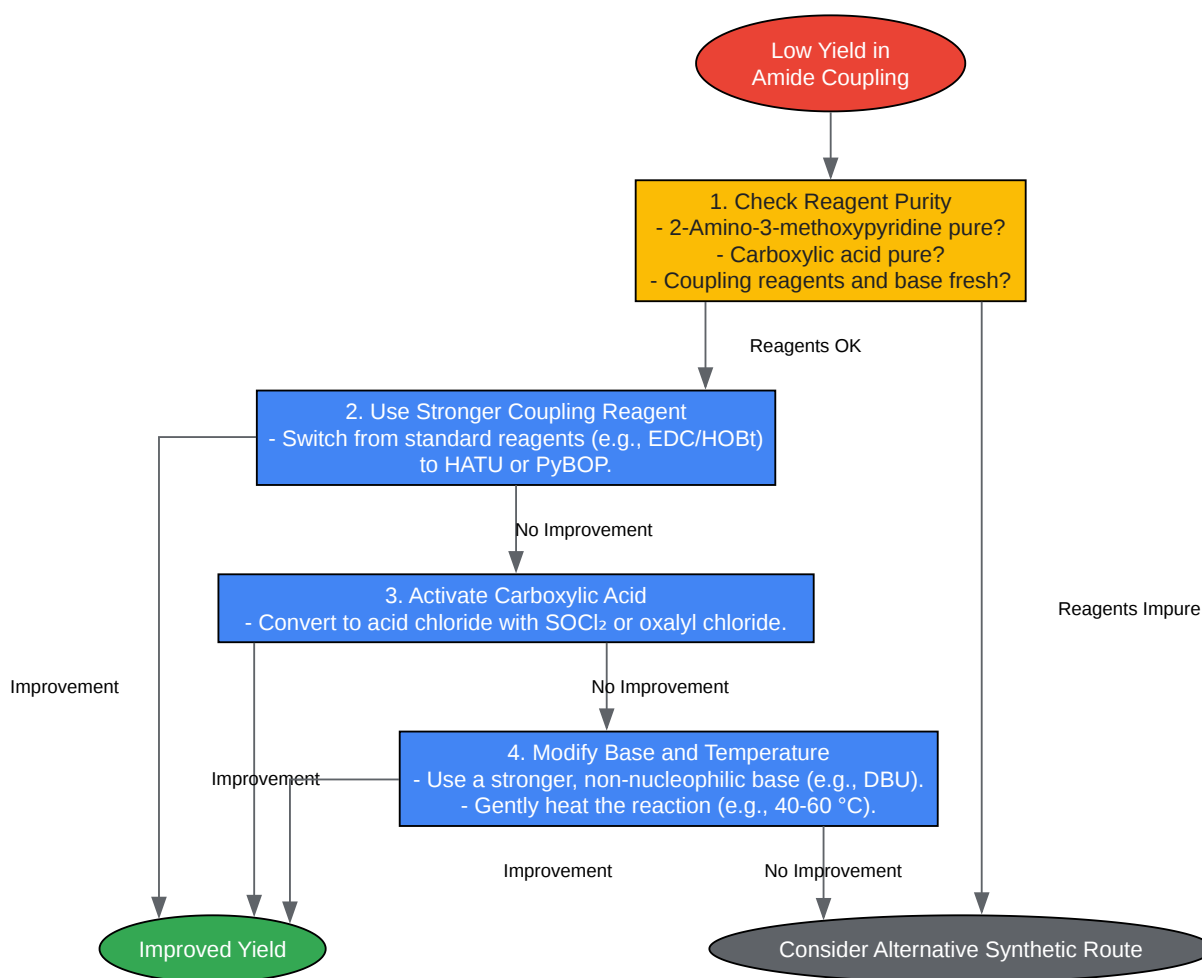 Low Yield in
Amide Coupling
1. Check Reagent Purity
- 2-Amino-3-methoxypyridine pure?
- Carboxylic acid pure?
- Coupling reagents and base fresh?
Reagents OK
2. Use Stronger Coupling Reagent
- Switch from standard reagents (e.g., EDC/HOBt)
to HATU or PyBOP.
No Improvement
3. Activate Carboxylic Acid
- Convert to acid chloride with SOCl₂ or oxalyl chloride.
Reagents Impure
Improvement
No Improvement
4. Modify Base and Temperature
- Use a stronger, non-nucleophilic base (e.g., DBU).
- Gently heat the reaction (e.g., 40-60 °C).
Improvement
Improvement
No Improvement
Improved Yield
Consider Alternative Synthetic Route